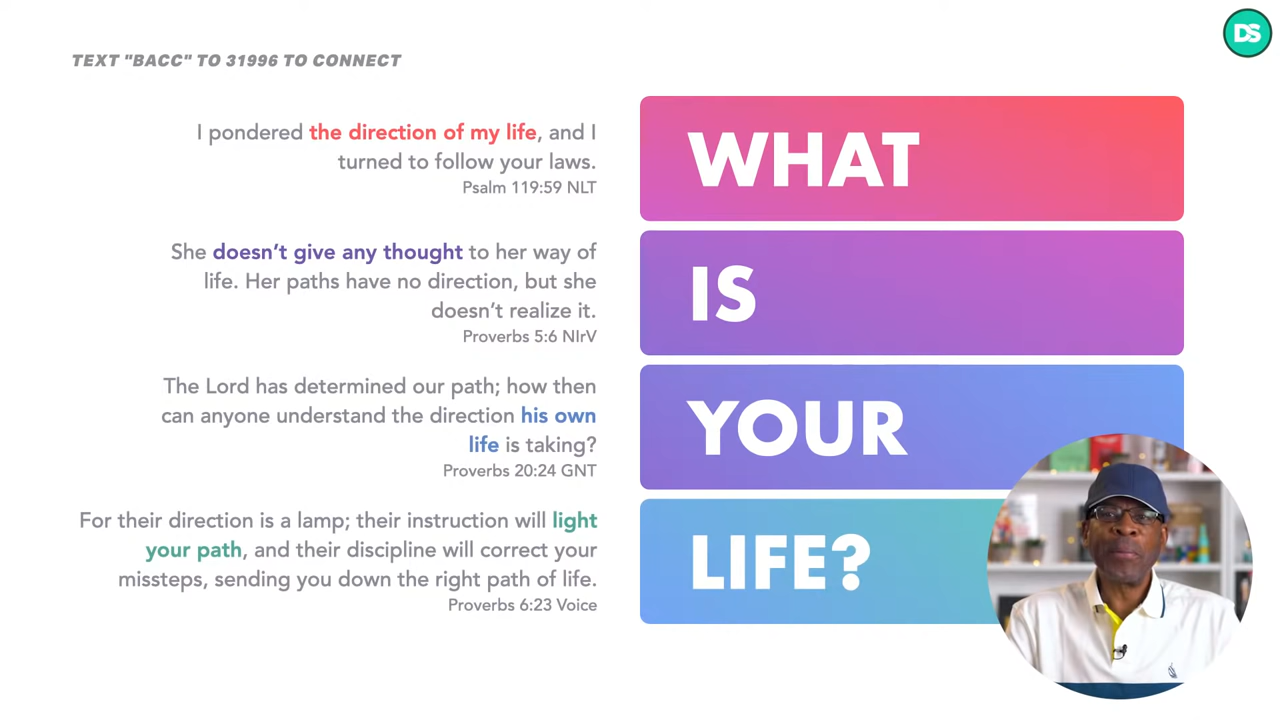 TEXT "BACC" TO 31996 TO CONNECT
DS
I pondered the direction of my life, and I
turned to follow your laws.
Psalm 119:59 NLT
She doesn't give any thought to her way of
life. Her paths have no direction, but she
doesn't realize it.
Proverbs 5:6 NIrV
The Lord has determined our path; how then
can anyone understand the direction his own
life is taking?
Proverbs 20:24 GNT
For their direction is a lamp; their instruction will light
your path, and their discipline will correct your
missteps, sending you down the right path of life.
Proverbs 6:23 Voice
WHAT
IS
YOUR
LIFE?